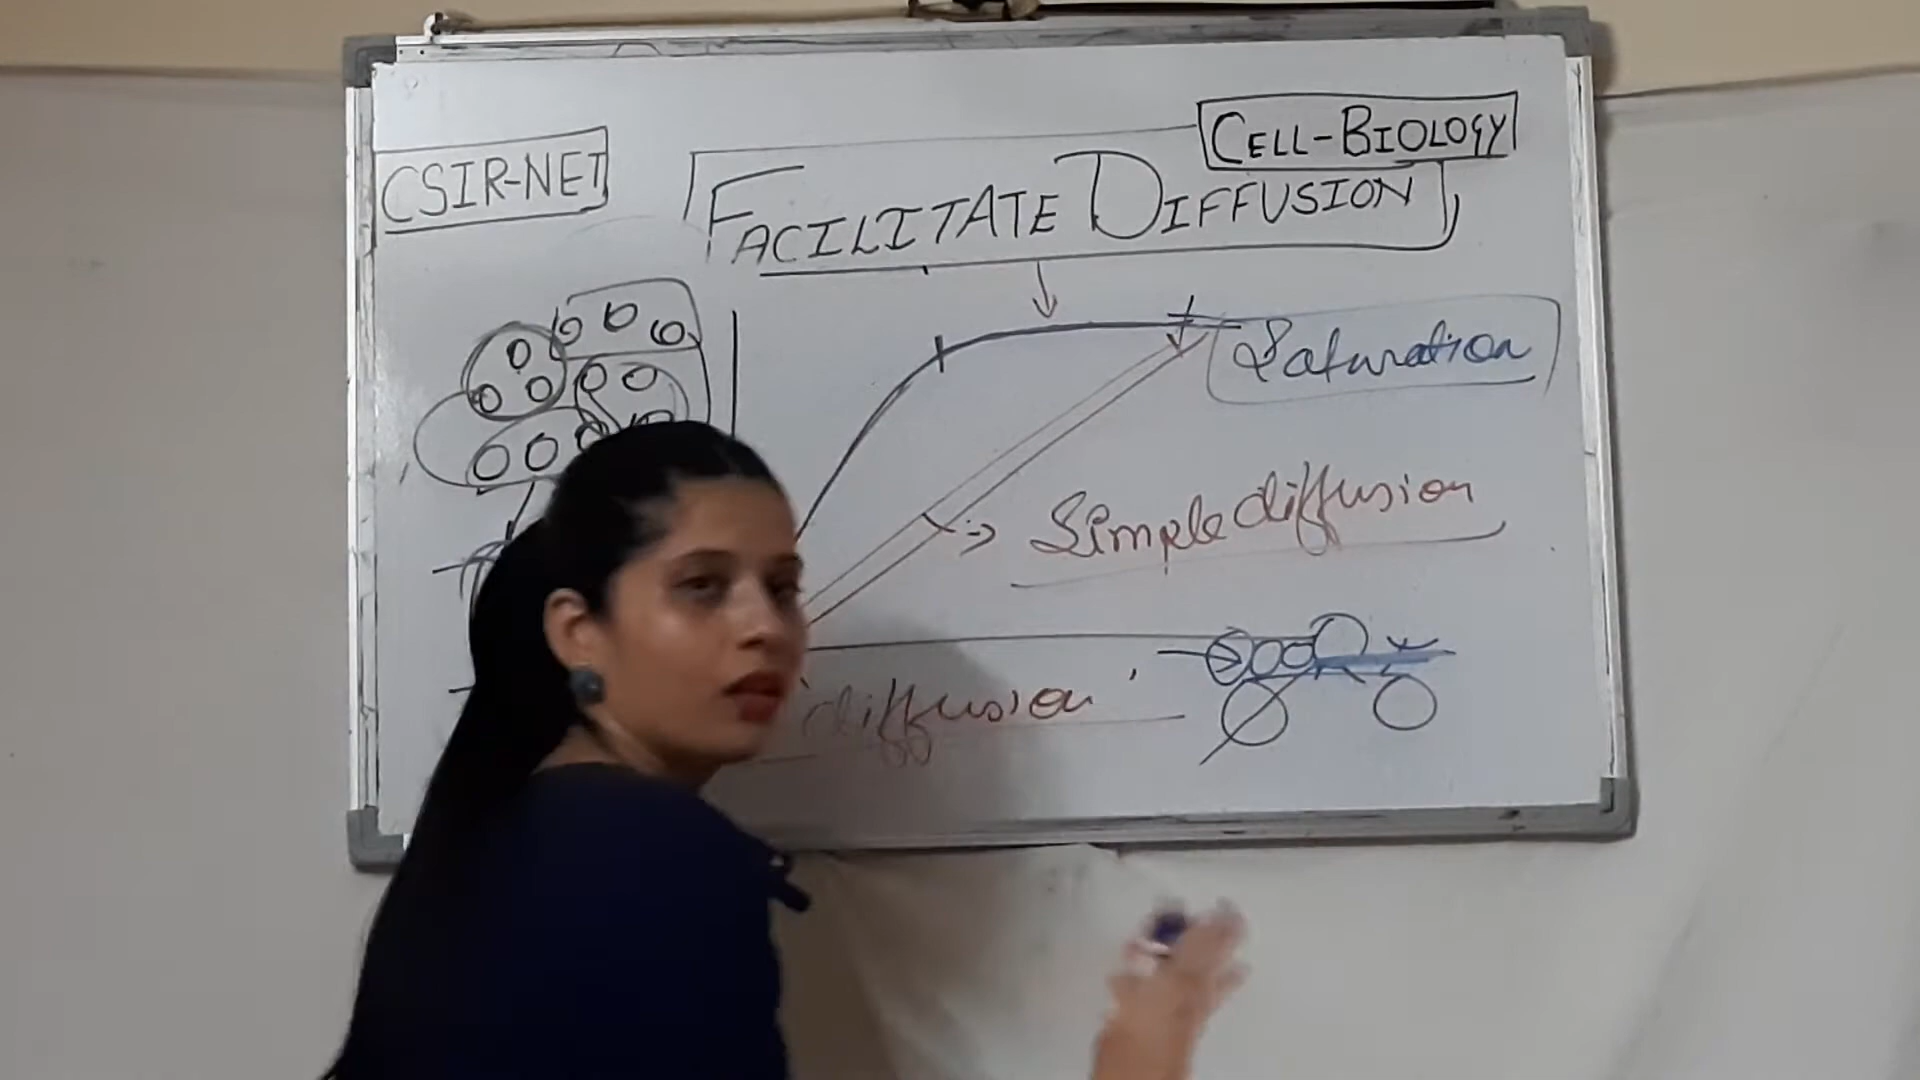 CELL-BIOLOGY
CSIR-NET
FACILITATE DIFFUSION
Saturation
Simple diffusion
diffusion